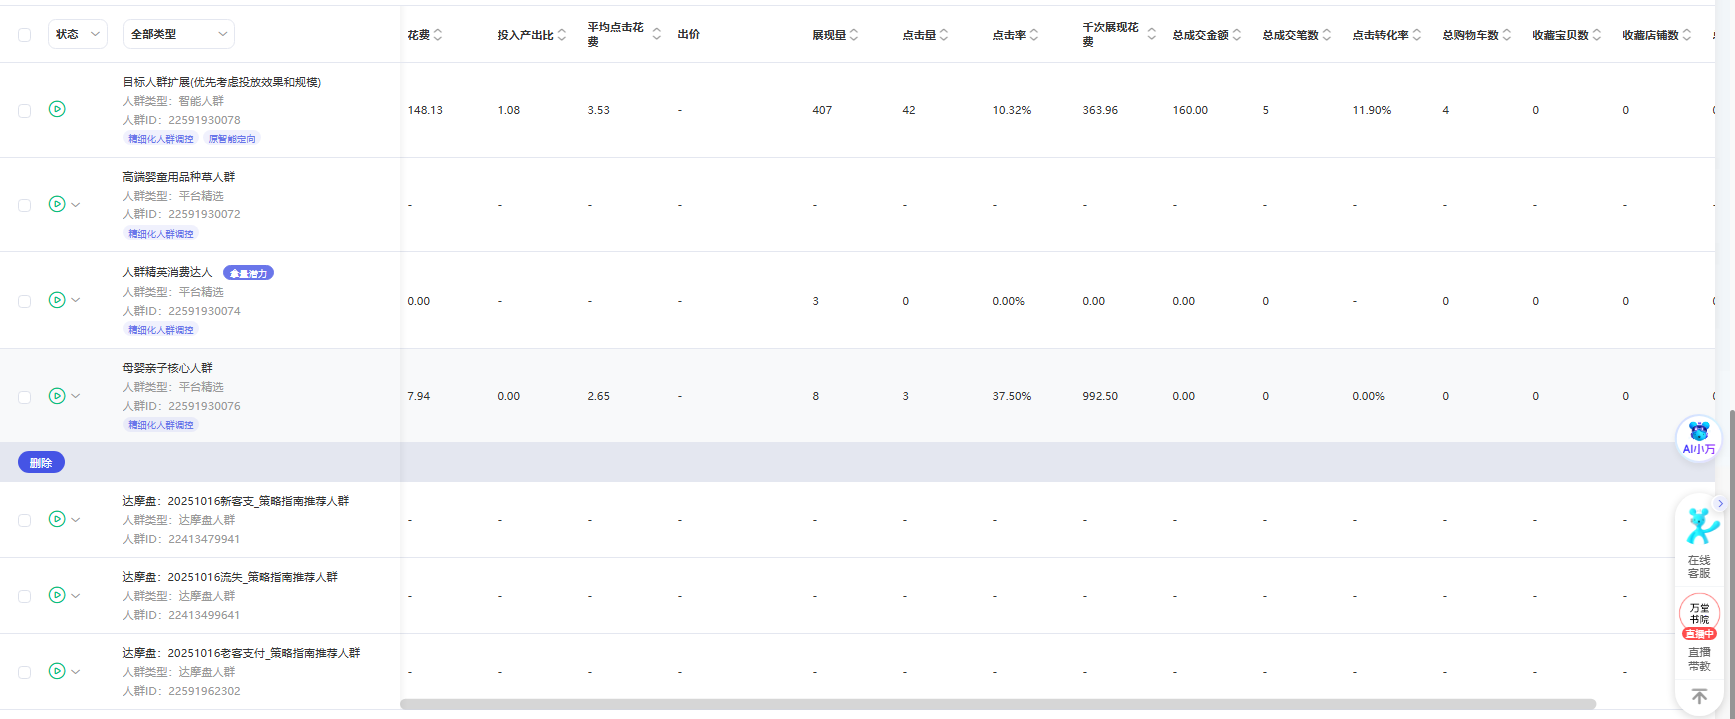 状态 全部类型 花费 投入产出比 平均点击花费 出价 展现量 点击量 点击率 千次展现花费 总成交金额 总成交笔数 点击转化率 总购物车数 收藏宝贝数 收藏店铺数
目标人群扩展(优先考虑投放效果和规模)
人群类型：智能人群
人群ID：22591930078
精细化人群调控 原智能定向
148.13 1.08 3.53 - 407 42 10.32% 363.96 160.00 5 11.90% 4 0 0
高端婴童用品种草人群
人群类型：平台精选
人群ID：22591930072
精细化人群调控
- - - - - - - - - - - - - -
人群精英消费达人 拿量潜力
人群类型：平台精选
人群ID：22591930074
精细化人群调控
0.00 - - - 3 0 0.00% 0.00 0.00 0 - 0 0 0
母婴亲子核心人群
人群类型：平台精选
人群ID：22591930076
精细化人群调控
7.94 0.00 2.65 - 8 3 37.50% 992.50 0.00 0 0.00% 0 0 0
删除
达摩盘：20251016新客支_策略指南推荐人群
人群类型：达摩盘人群
人群ID：22413479941
- - - - - - - - - - - - - -
达摩盘：20251016流失_策略指南推荐人群
人群类型：达摩盘人群
人群ID：22413499641
- - - - - - - - - - - - - -
达摩盘：20251016老客支付_策略指南推荐人群
人群类型：达摩盘人群
人群ID：22591962302
- - - - - - - - - - - - - -
AI小万
在线
客服
万堂
书院
直播中
直播
带教